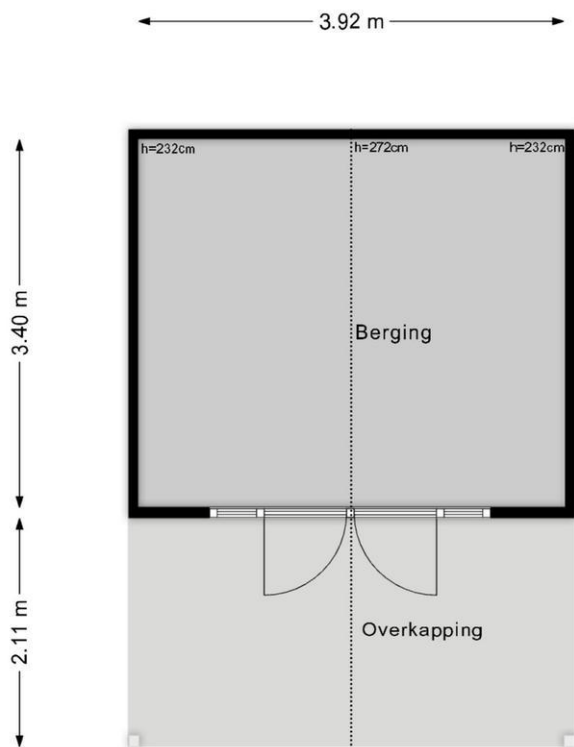 3.92 m
h=232cm
h=272cm
h=232cm
3.40 m
Berging
2.11 m
Overkapping